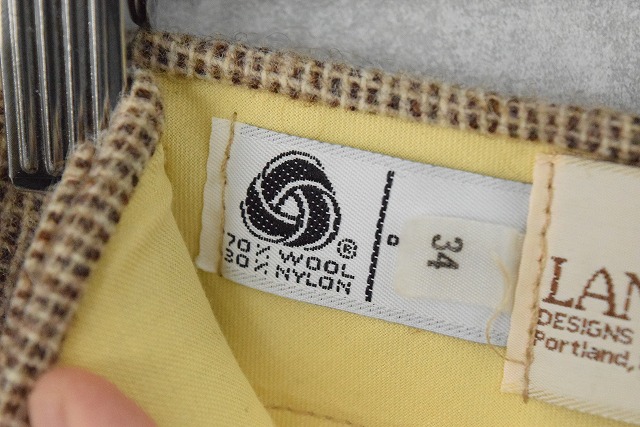 ®
70% WOOL
30% NYLON
34
LAN
DESIGNS
Portland,